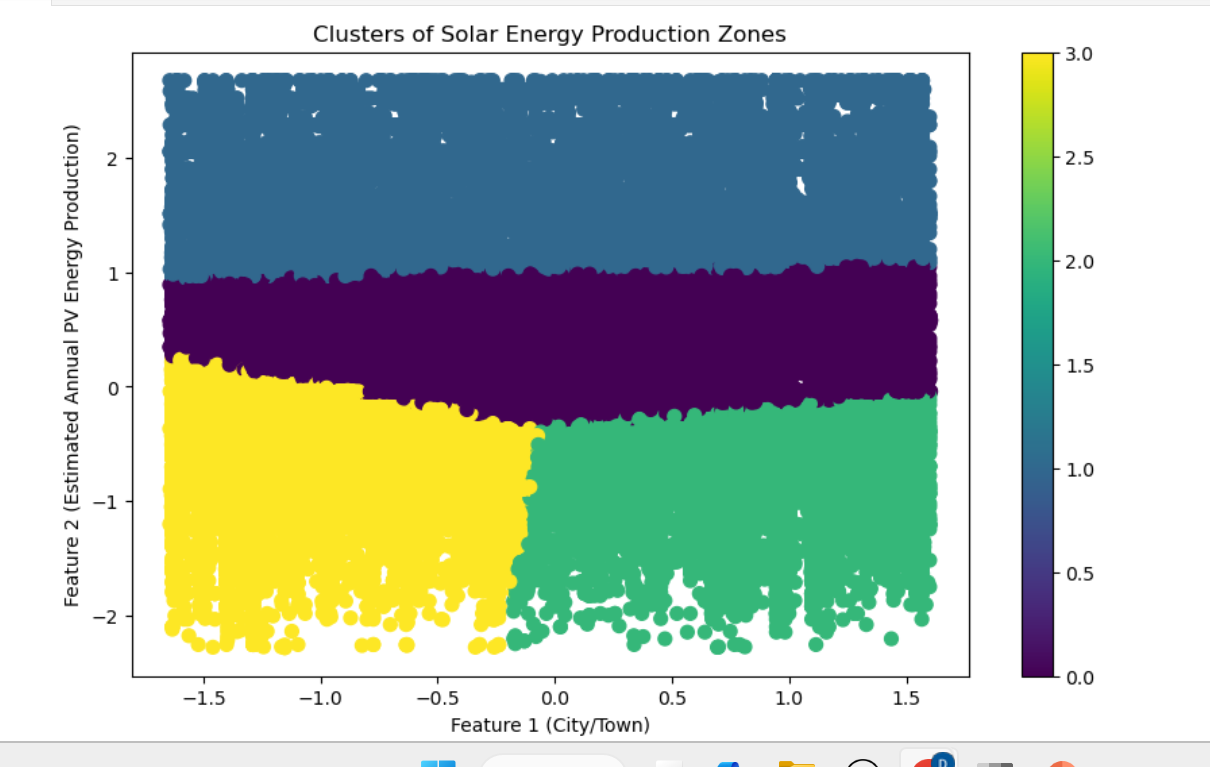 Clusters of Solar Energy Production Zones
Feature 2 (Estimated Annual PV Energy Production)
2
1
0
−1
−2
−1.5 −1.0 −0.5 0.0 0.5 1.0 1.5
Feature 1 (City/Town)
3.0
2.5
2.0
1.5
1.0
0.5
0.0
D